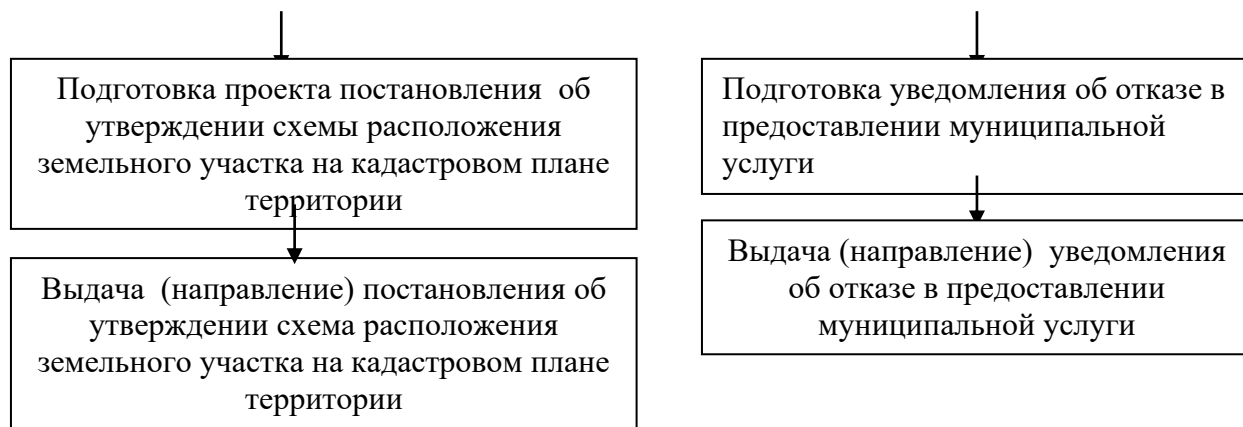 Подготовка проекта постановления об
утверждении схемы расположения
земельного участка на кадастровом плане
территории
Выдача (направление) постановления об
утверждении схема расположения
земельного участка на кадастровом плане
территории
Подготовка уведомления об отказе в
предоставлении муниципальной
услуги
Выдача (направление) уведомления
об отказе в предоставлении
муниципальной услуги